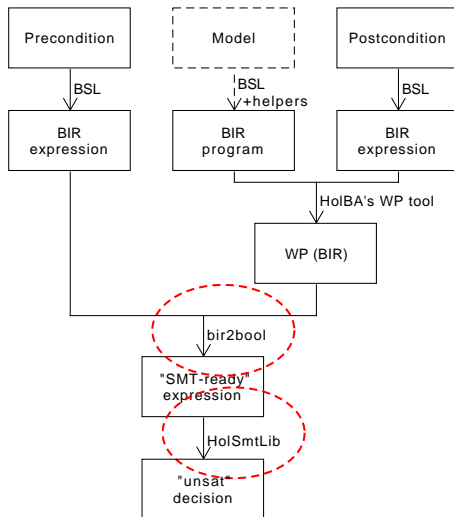 Precondition
Model
Postcondition
BSL
BSL
+helpers
BSL
BIR
expression
BIR
program
BIR
expression
HolBA's WP tool
WP (BIR)
bir2bool
"SMT-ready"
expression
HolSmtLib
"unsat"
decision